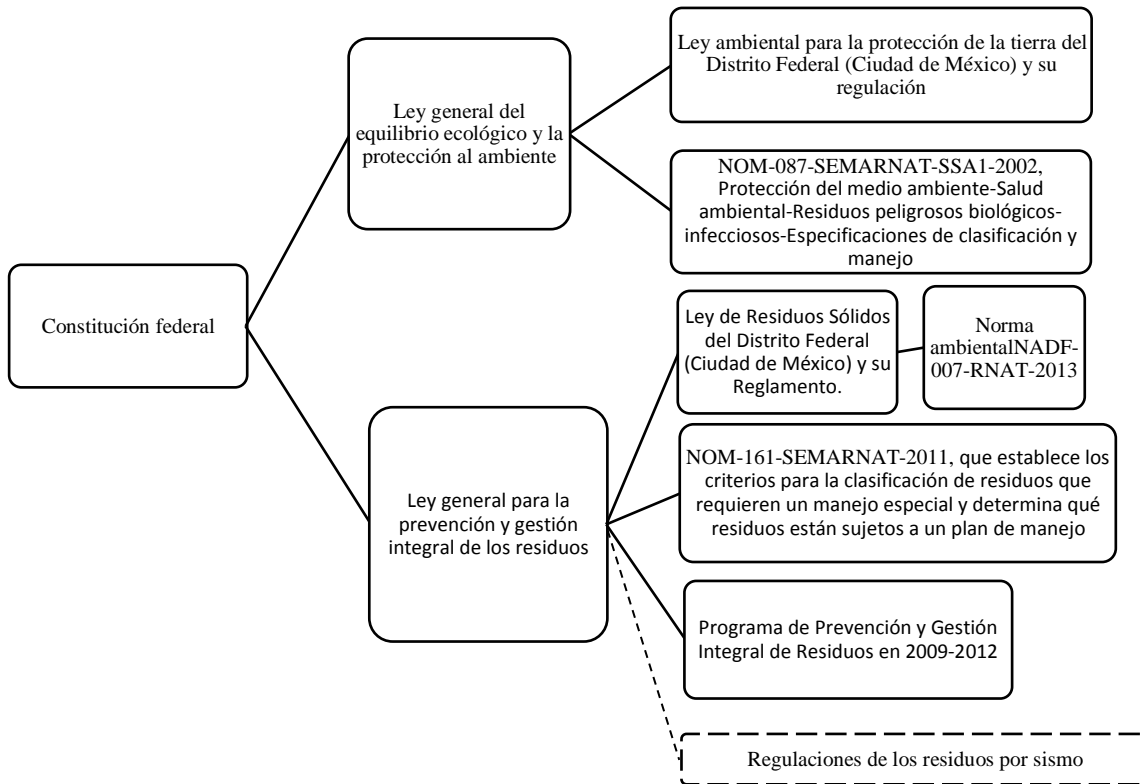 Constitución federal
Ley general del
equilibrio ecológico y la
protección al ambiente
Ley ambiental para la protección de la tierra del
Distrito Federal (Ciudad de México) y su
regulación
NOM-087-SEMARNAT-SSA1-2002,
Protección del medio ambiente-Salud
ambiental-Residuos peligrosos biológicos-
infecciosos-Especificaciones de clasificación y
manejo
Ley general para la
prevención y gestión
integral de los residuos
Ley de Residuos Sólidos
del Distrito Federal
(Ciudad de México) y su
Reglamento.
Norma
ambientalNADF-
007-RNAT-2013
NOM-161-SEMARNAT-2011, que establece los
criterios para la clasificación de residuos que
requieren un manejo especial y determina qué
residuos están sujetos a un plan de manejo
Programa de Prevención y Gestión
Integral de Residuos en 2009-2012
Regulaciones de los residuos por sismo